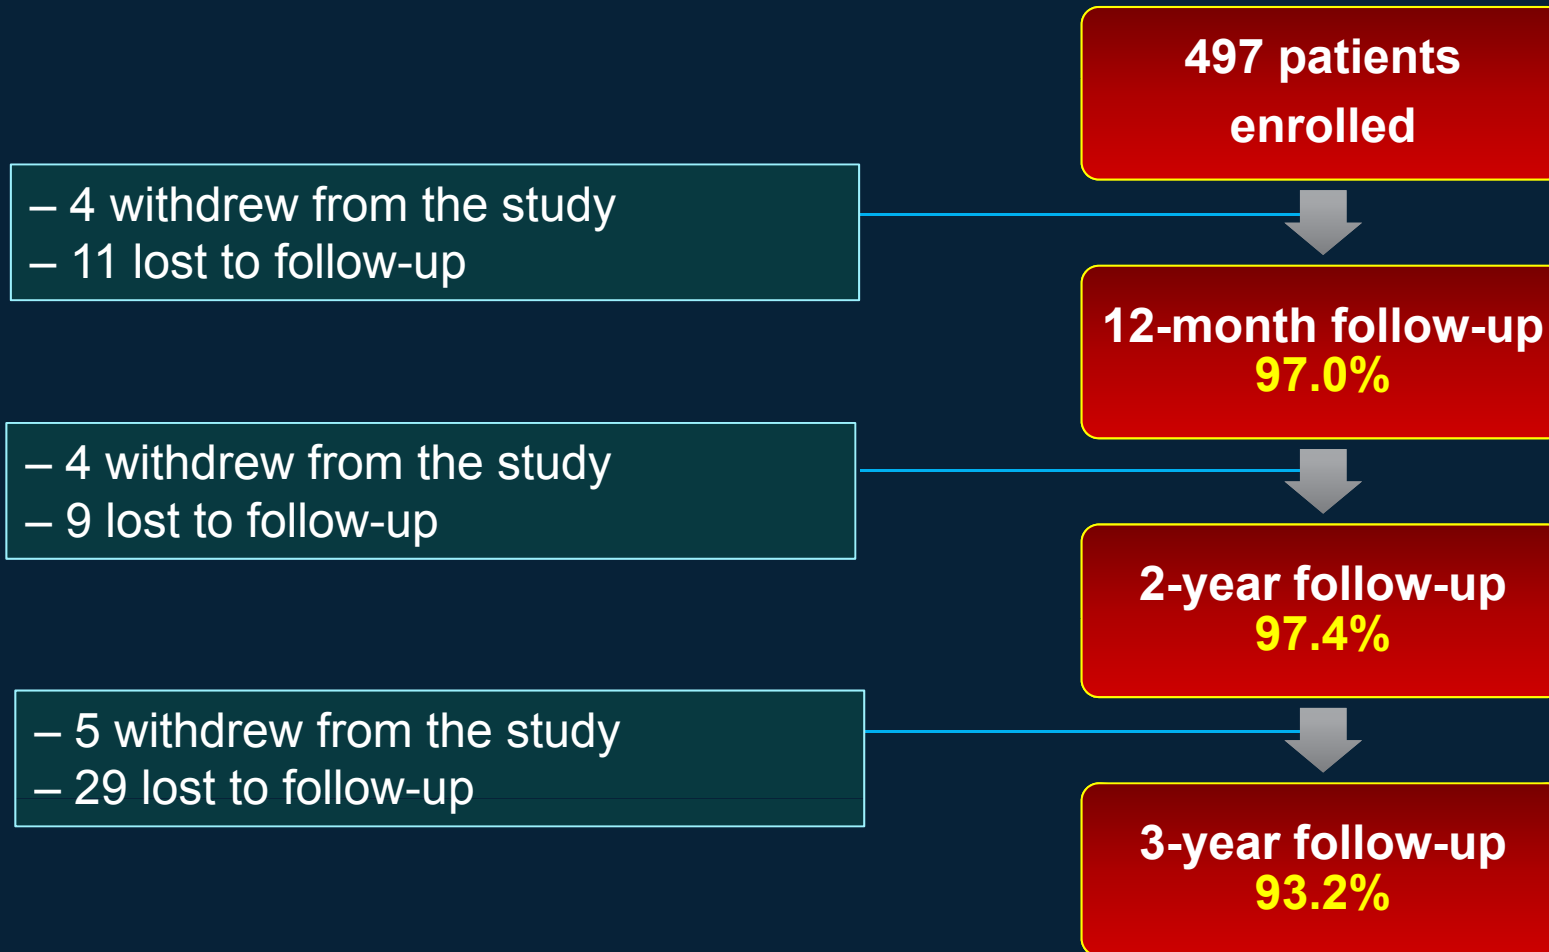 497 patients
enrolled
– 4 withdrew from the study
– 11 lost to follow-up
12-month follow-up
97.0%
– 4 withdrew from the study
– 9 lost to follow-up
2-year follow-up
97.4%
– 5 withdrew from the study
– 29 lost to follow-up
3-year follow-up
93.2%